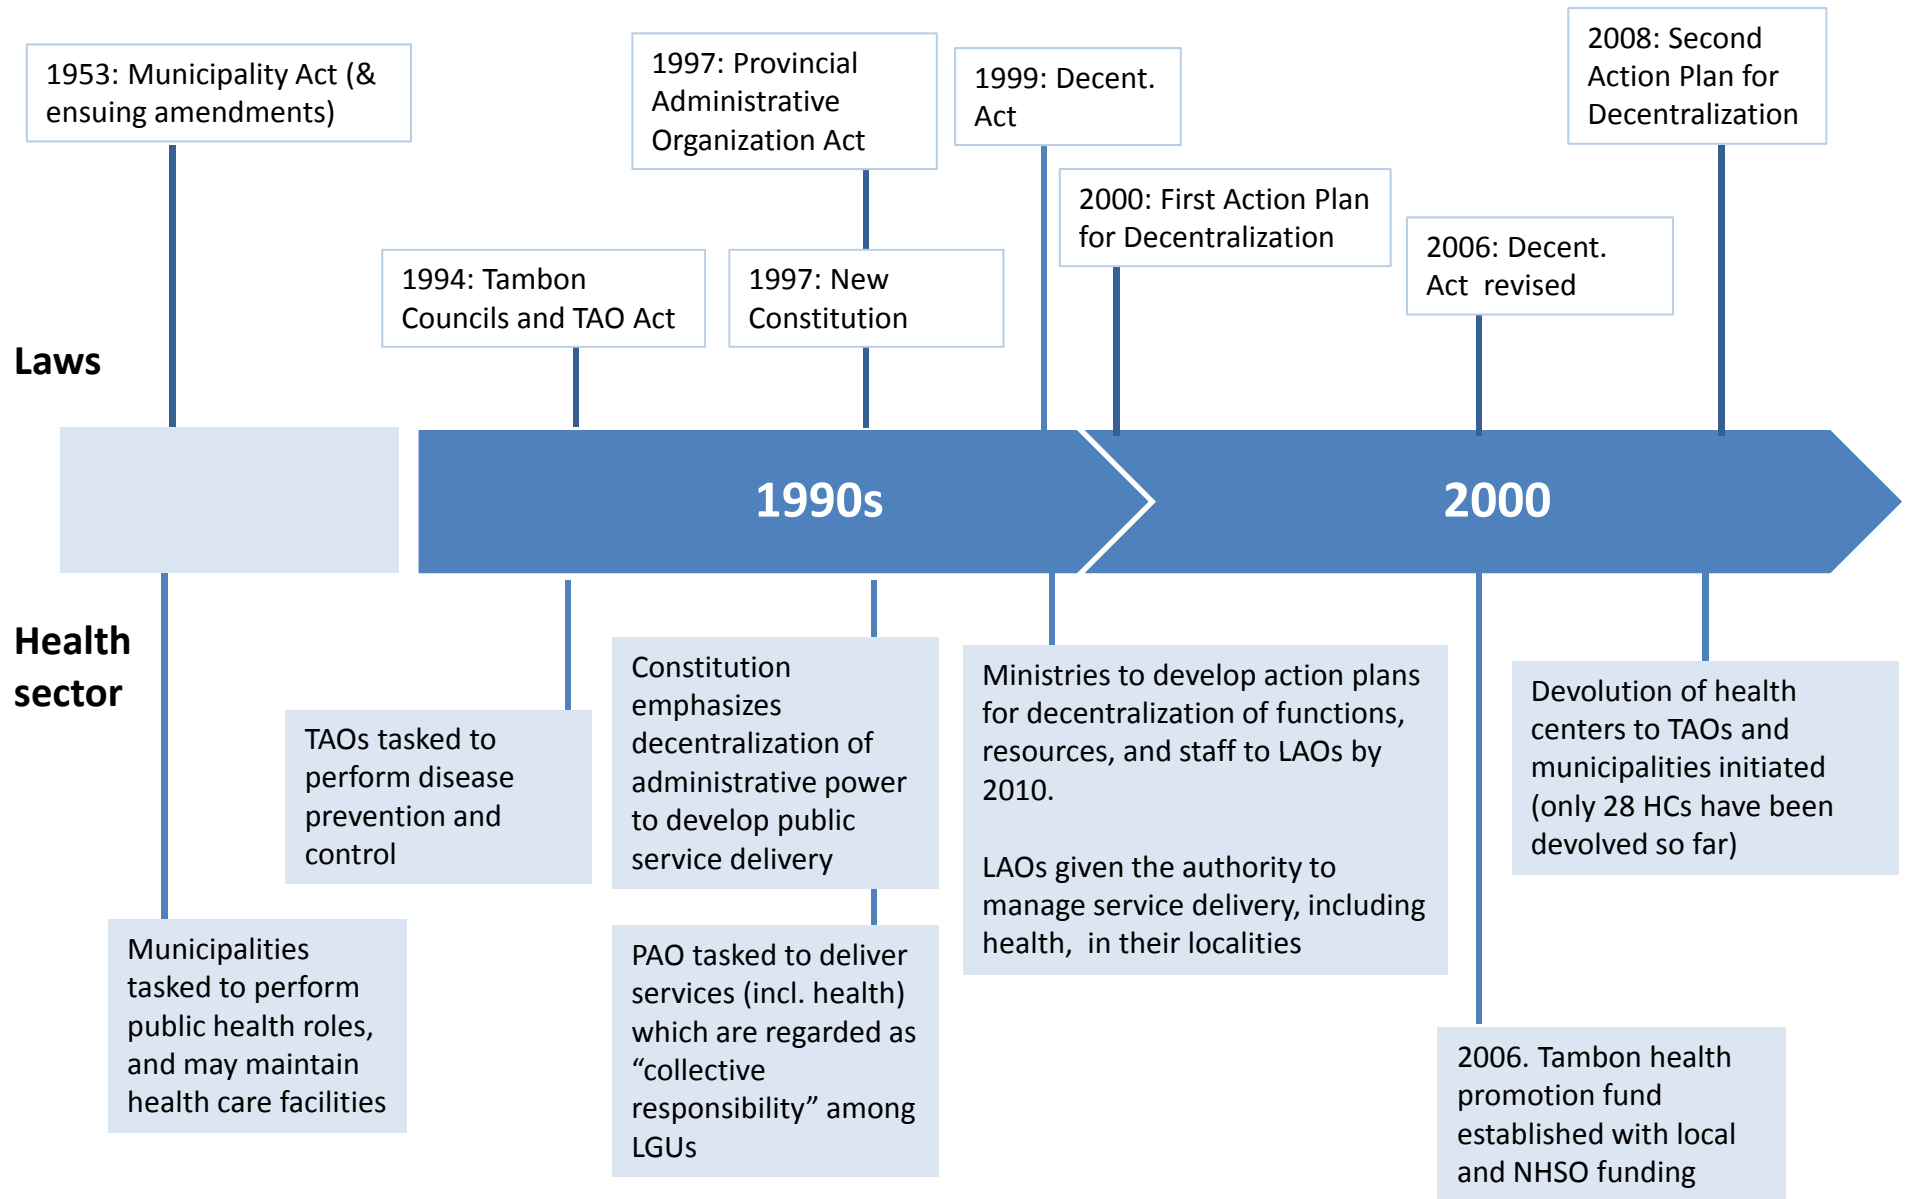 1953: Municipality Act (&
ensuing amendments)
1997: Provincial
Administrative
Organization Act
1999: Decent.
Act
2008: Second
Action Plan for
Decentralization
2000: First Action Plan
for Decentralization
1994: Tambon
Councils and TAO Act
1997: New
Constitution
2006: Decent.
Act  revised
Laws
1990s
2000
Health
sector
TAOs tasked to
perform disease
prevention and
control
Constitution
emphasizes
decentralization of
administrative power
to develop public
service delivery
Ministries to develop action plans
for decentralization of functions,
resources, and staff to LAOs by
2010.
LAOs given the authority to
manage service delivery, including
health,  in their localities
Devolution of health
centers to TAOs and
municipalities initiated
(only 28 HCs have been
devolved so far)
Municipalities
tasked to perform
public health roles,
and may maintain
health care facilities
PAO tasked to deliver
services (incl. health)
which are regarded as
“collective
responsibility” among
LGUs
2006. Tambon health
promotion fund
established with local
and NHSO funding